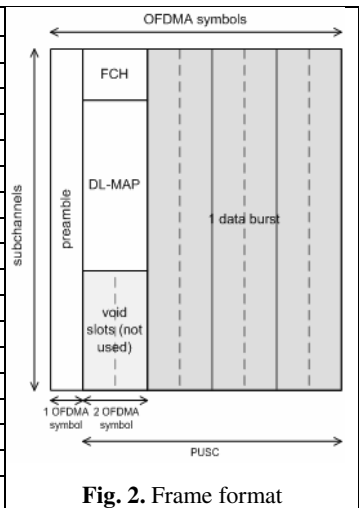 OFDMA symbols
subchannels
preamble
FCH
DL-MAP
void
slots (not
used)
1 data burst
1 OFDMA
symbol
2 OFDMA
symbol
PUSC
Fig. 2. Frame format